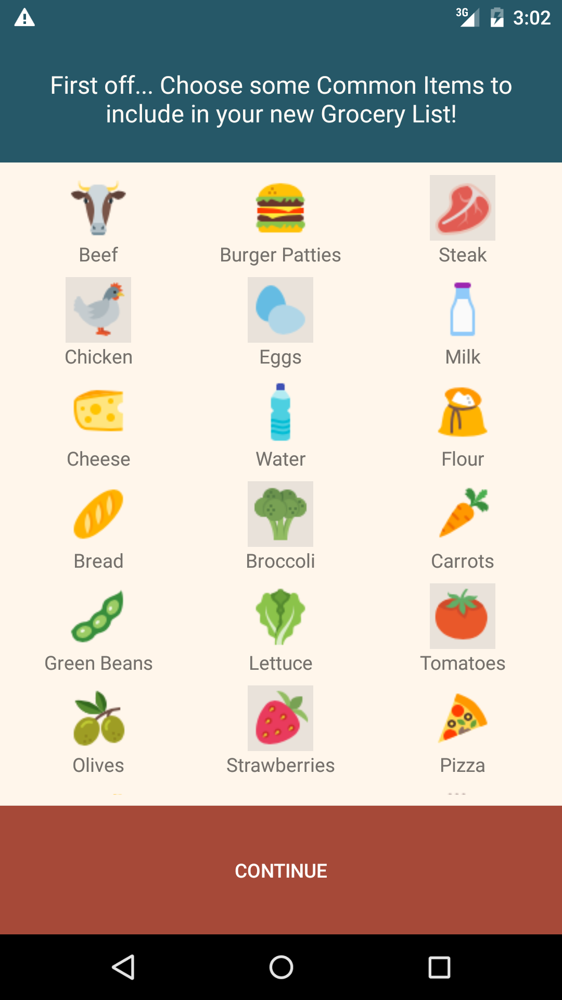 3G 3:02
First off... Choose some Common Items to
include in your new Grocery List!
Beef Burger Patties Steak
Chicken Eggs Milk
Cheese Water Flour
Bread Broccoli Carrots
Green Beans Lettuce Tomatoes
Olives Strawberries Pizza
CONTINUE